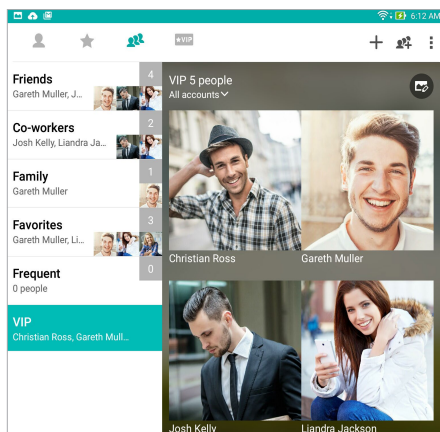 6:12 AM
VIP
Friends
4
Gareth Muller, J...
Co-workers
2
Josh Kelly, Liandra Ja...
Family
1
Gareth Muller
Favorites
3
Gareth Muller, Li...
Frequent
0
0 people
VIP
Christian Ross, Gareth Mull...
VIP 5 people
All accounts
Christian Ross
Gareth Muller
Josh Kelly
Liandra Jackson